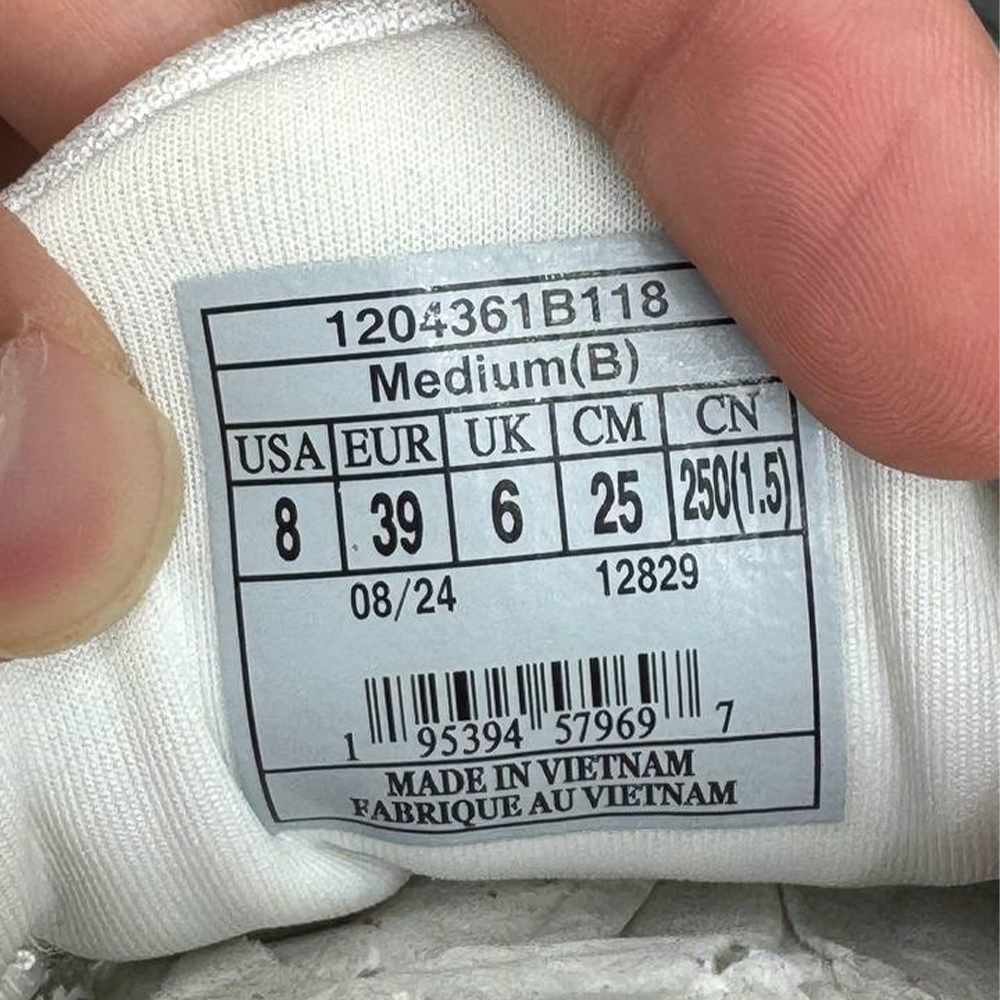 1204361B118
Medium(B)
USA EUR UK CM CN
8 39 6 25 250(1.5)
08/24 12829
1 95394 57969 7
MADE IN VIETNAM
FABRIQUE AU VIETNAM